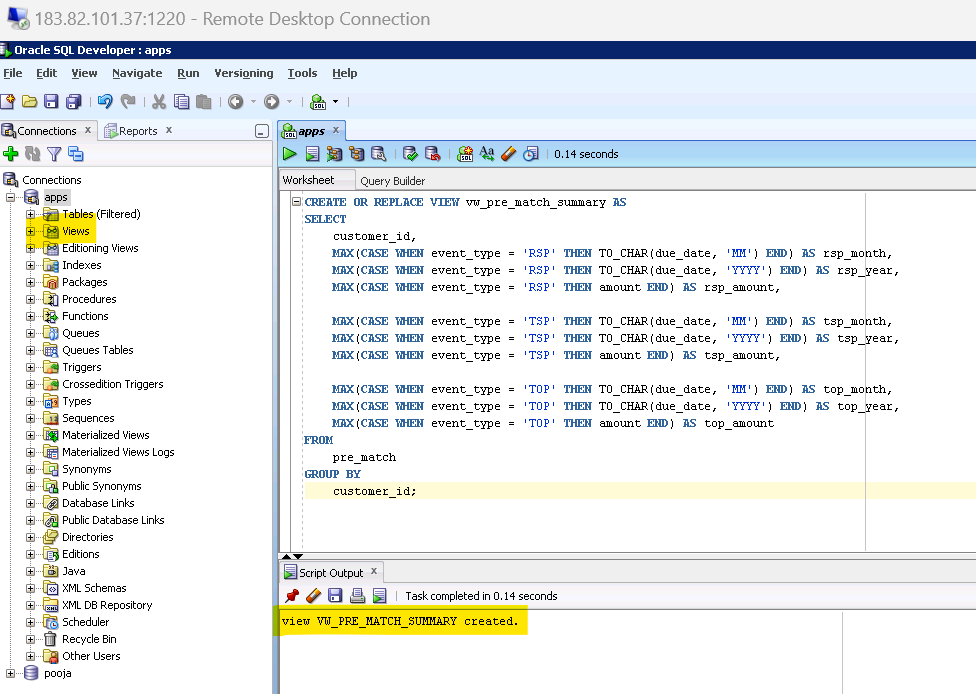 183.82.101.37:1220 - Remote Desktop Connection
Oracle SQL Developer : apps
File Edit View Navigate Run Versioning Tools Help
Connections x Reports x
apps x
0.14 seconds
Worksheet Query Builder
Connections
apps
Tables (Filtered)
Views
Editioning Views
Indexes
Packages
Procedures
Functions
Queues
Queues Tables
Triggers
Crossedition Triggers
Types
Sequences
Materialized Views
Materialized Views Logs
Synonyms
Public Synonyms
Database Links
Public Database Links
Directories
Editions
Java
XML Schemas
XML DB Repository
Scheduler
Recycle Bin
Other Users
pooja
CREATE OR REPLACE VIEW vw_pre_match_summary AS
SELECT
customer_id,
MAX(CASE WHEN event_type = 'RSP' THEN TO_CHAR(due_date, 'MM') END) AS rsp_month,
MAX(CASE WHEN event_type = 'RSP' THEN TO_CHAR(due_date, 'YYYY') END) AS rsp_year,
MAX(CASE WHEN event_type = 'RSP' THEN amount END) AS rsp_amount,
MAX(CASE WHEN event_type = 'TSP' THEN TO_CHAR(due_date, 'MM') END) AS tsp_month,
MAX(CASE WHEN event_type = 'TSP' THEN TO_CHAR(due_date, 'YYYY') END) AS tsp_year,
MAX(CASE WHEN event_type = 'TSP' THEN amount END) AS tsp_amount,
MAX(CASE WHEN event_type = 'TOP' THEN TO_CHAR(due_date, 'MM') END) AS top_month,
MAX(CASE WHEN event_type = 'TOP' THEN TO_CHAR(due_date, 'YYYY') END) AS top_year,
MAX(CASE WHEN event_type = 'TOP' THEN amount END) AS top_amount
FROM
pre_match
GROUP BY
customer_id;
Script Output x
Task completed in 0.14 seconds
view VW_PRE_MATCH_SUMMARY created.